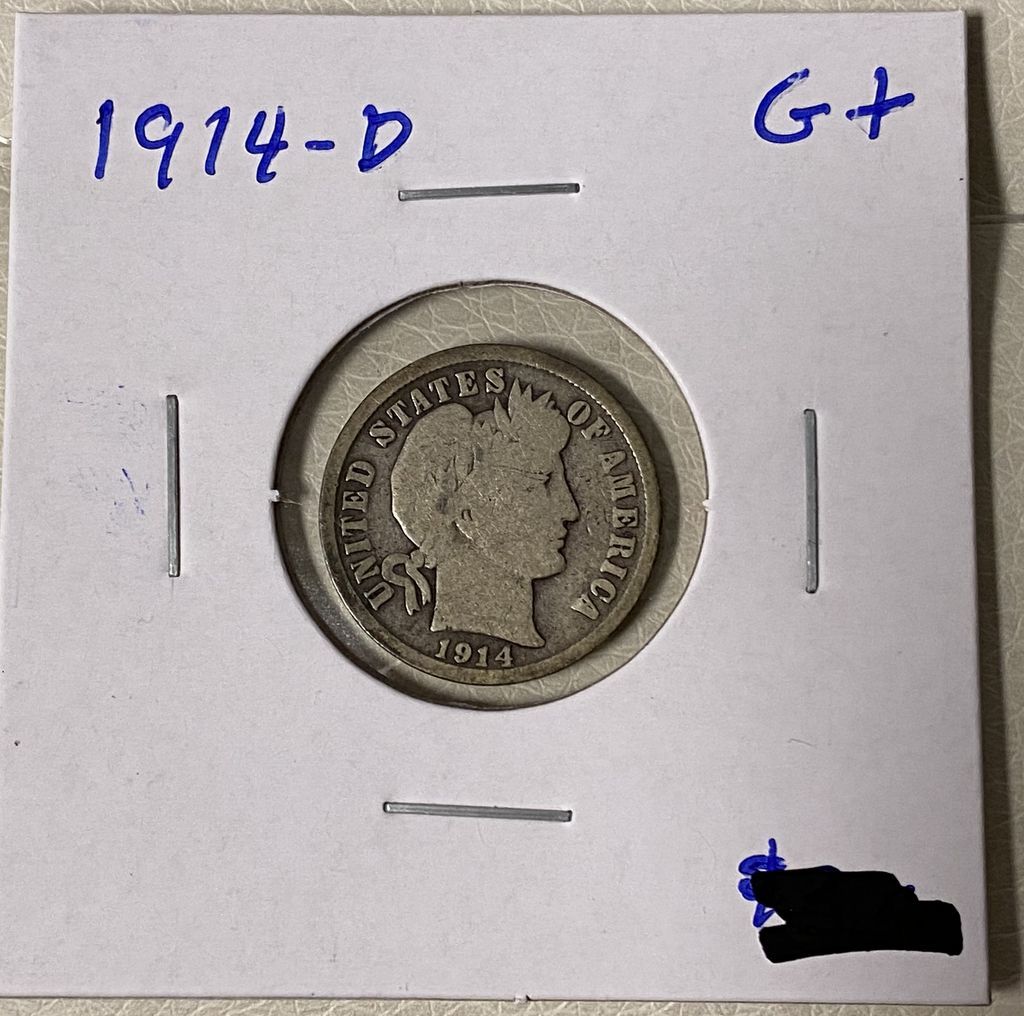 1914-D
G+
UNITED STATES OF AMERICA
1914
$